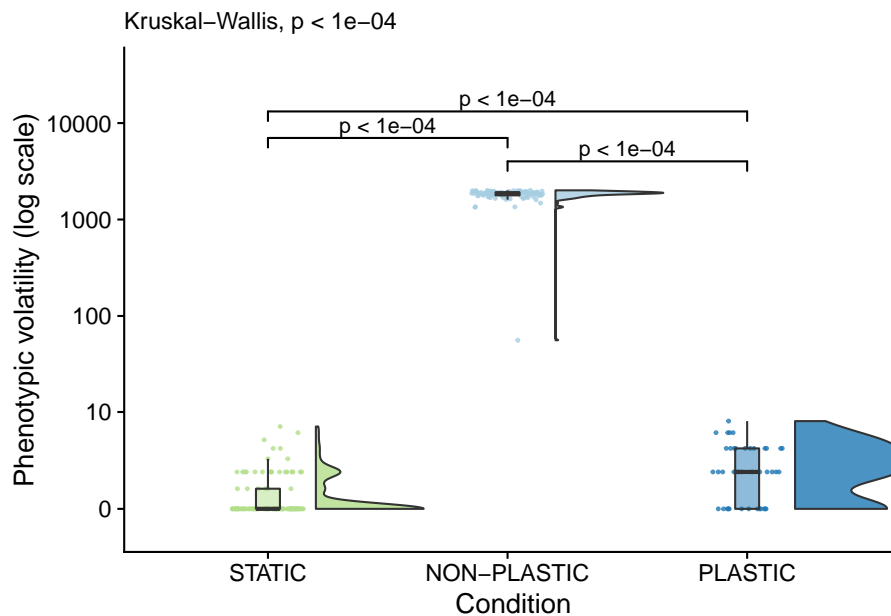 Kruskal−Wallis, p < 1e−04
p < 1e−04
p < 1e−04
p < 1e−04
10000
1000
100
10
0
Phenotypic volatility (log scale)
STATIC
NON−PLASTIC
PLASTIC
Condition